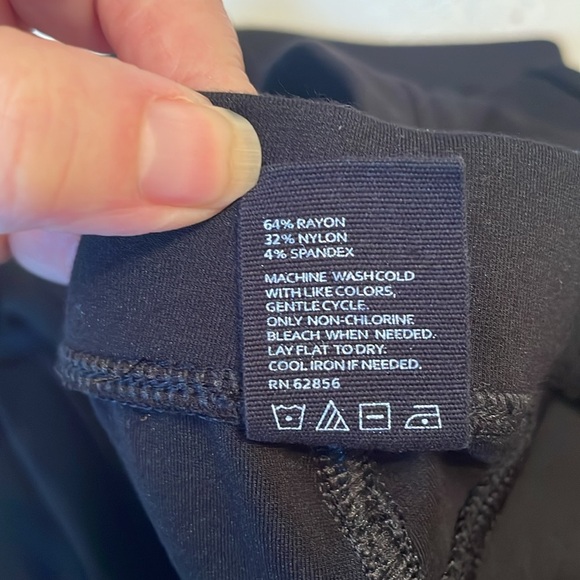 64% RAYON
32% NYLON
4% SPANDEX
MACHINE WASH COLD
WITH LIKE COLORS,
GENTLE CYCLE.
ONLY NON-CHLORINE
BLEACH WHEN NEEDED.
LAY FLAT TO DRY.
COOL IRON IF NEEDED.
RN 62856